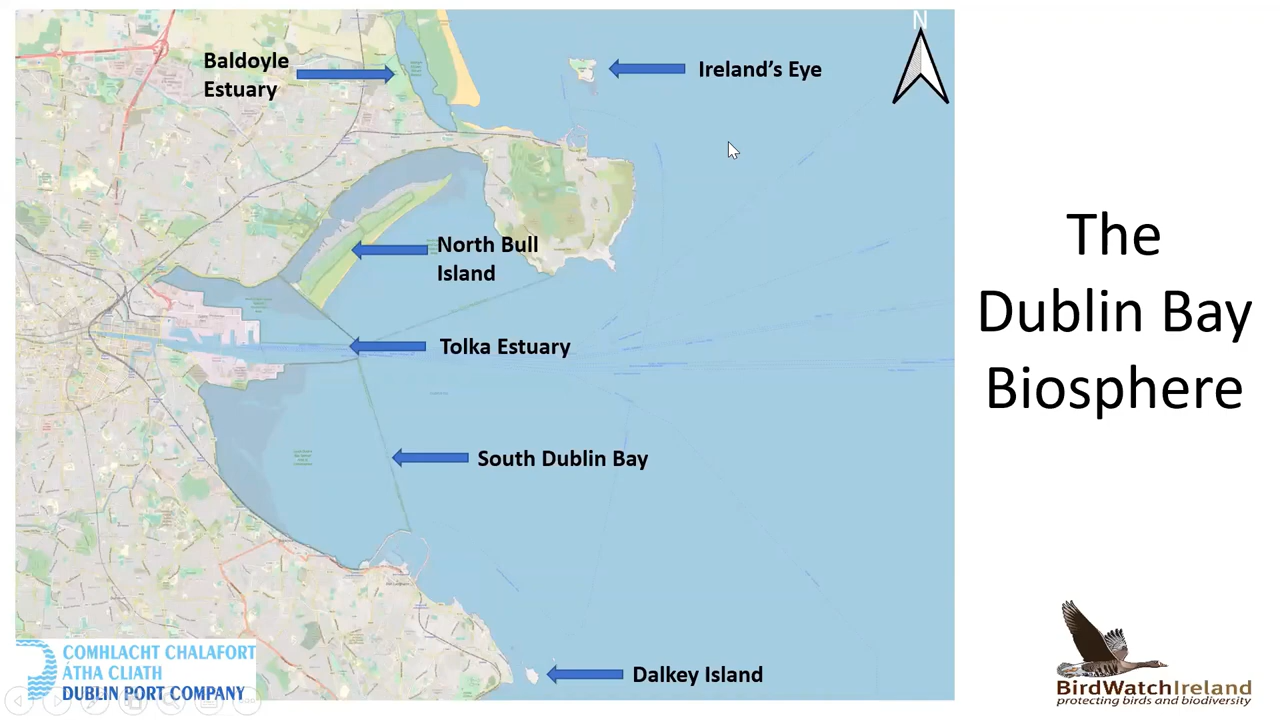 N
Baldoyle
Estuary
Ireland's Eye
North Bull
Island
Tolka Estuary
South Dublin Bay
Dalkey Island
The
Dublin Bay
Biosphere
COMHLACHT CHALAFORT
ÁTHA CLIATH
DUBLIN PORT COMPANY
BirdWatchIreland
protecting birds and biodiversity